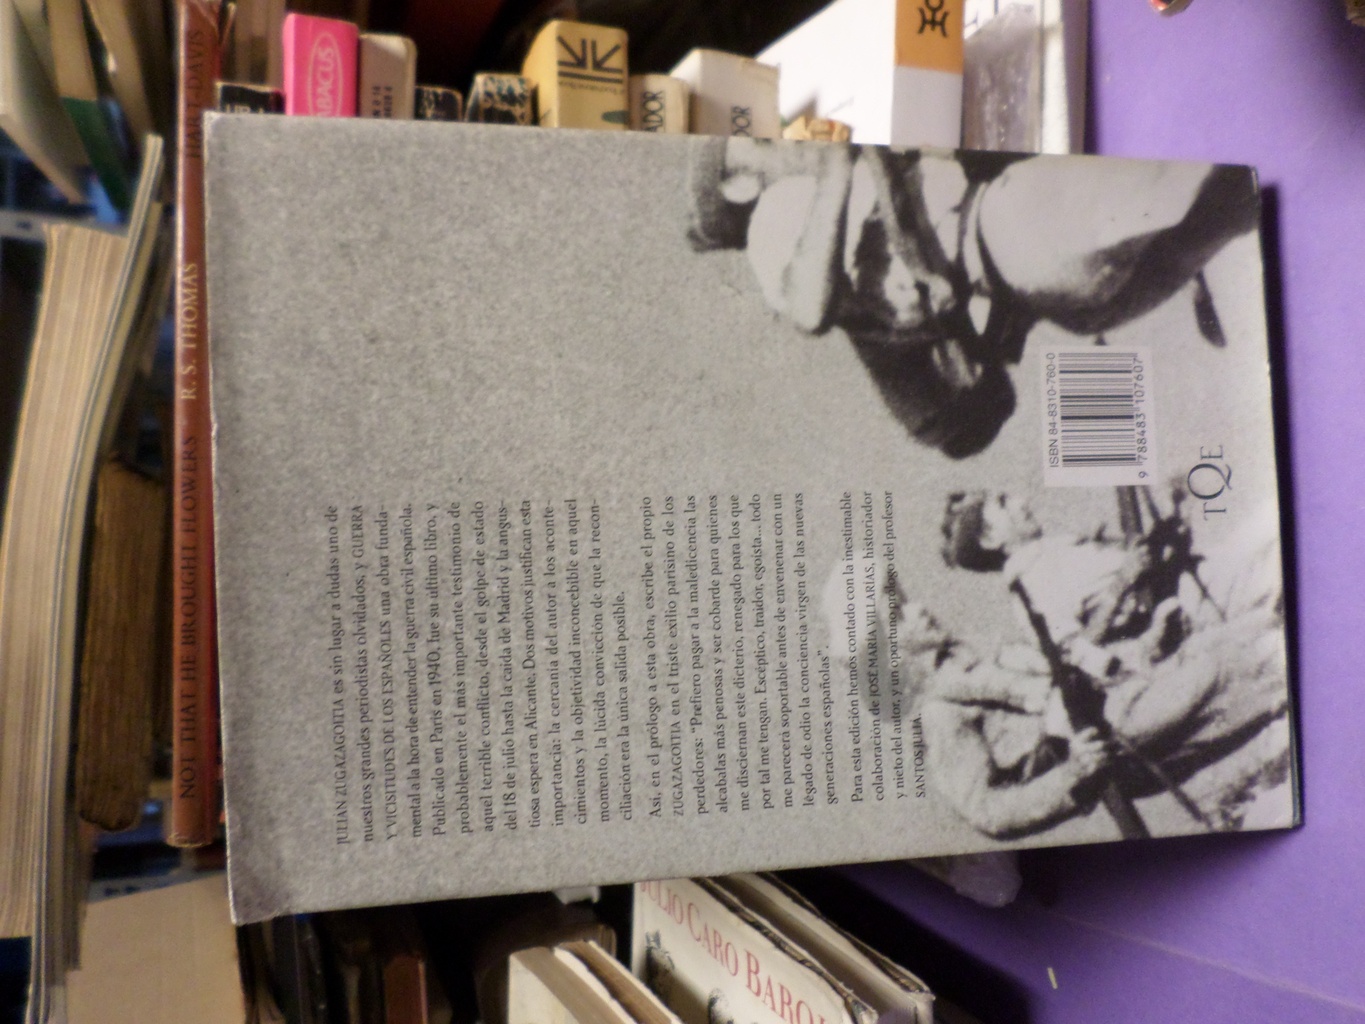 JULIÁN ZUGAZAGOITIA es sin lugar a dudas uno de
nuestros grandes periodistas olvidados, y GUERRA
Y VICISITUDES DE LOS ESPAÑOLES una obra funda-
mental a la hora de entender la guerra civil española.
Publicado en París en 1940, fue su último libro, y
probablemente el más importante testimonio de
aquel terrible conflicto, desde el golpe de estado
del 18 de julio hasta la caída de Madrid y la angus-
tiosa espera en Alicante. Dos motivos justifican esta
importancia: la cercanía del autor a los aconte-
cimientos y la objetividad inconcebible en aquel
momento, la lúcida convicción de que la recon-
ciliación era la única salida posible.
Así, en el prólogo a esta obra, escribe el propio
ZUGAZAGOITIA en el triste exilio parisino de los
perdedores: "Prefiero pagar a la maledicencia las
alcabalas más penosas y ser cobarde para quienes
me disciernan este dicterio, renegado para los que
por tal me tengan. Escéptico, traidor, egoísta... todo
me parecerá soportable antes de envenenar con un
legado de odio la conciencia virgen de las nuevas
generaciones españolas".
Para esta edición hemos contado con la inestimable
colaboración de JOSÉ MARÍA VILLARÍAS, historiador
y nieto del autor, y un oportuno prólogo del profesor
SANTOS JULIÁ.
ISBN 84-8310-760-0
9 788483 107607
TQE
NOT THAT HE BROUGHT FLOWERS R. S. THOMAS HART-DAVIS
ABACUS
ADOR
DOR
JULIO CARO BAROJ